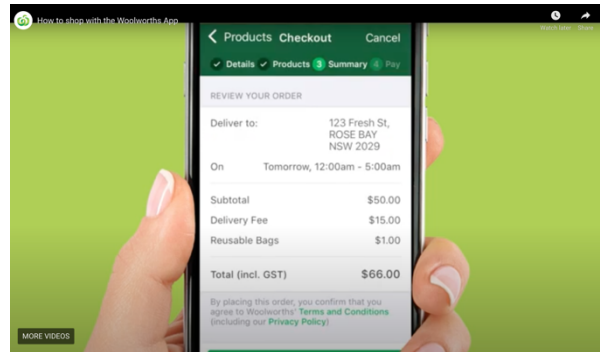 How to shop with the Woolworths App
Watch later Share
Products Checkout Cancel
Details Products 3 Summary 4 Pay
REVIEW YOUR ORDER
Deliver to: 123 Fresh St,
ROSE BAY
NSW 2029
On Tomorrow, 12:00am - 5:00am
Subtotal $50.00
Delivery Fee $15.00
Reusable Bags $1.00
Total (incl. GST) $66.00
By placing this order, you confirm that you
agree to Woolworths' Terms and Conditions
(including our Privacy Policy)
MORE VIDEOS